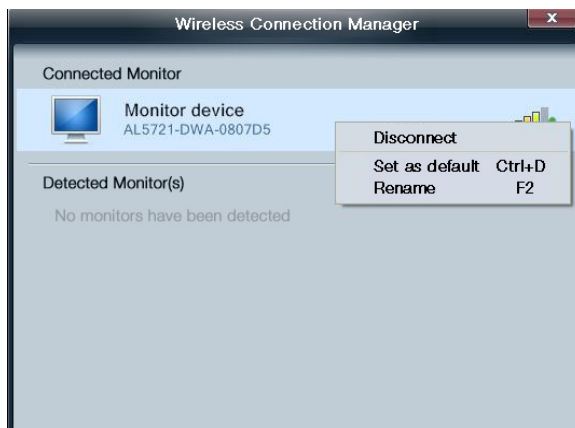 Wireless Connection Manager
x
Connected Monitor
Monitor device
AL5721-DWA-0807D5
Disconnect
Set as default Ctrl+D
Rename F2
Detected Monitor(s)
No monitors have been detected